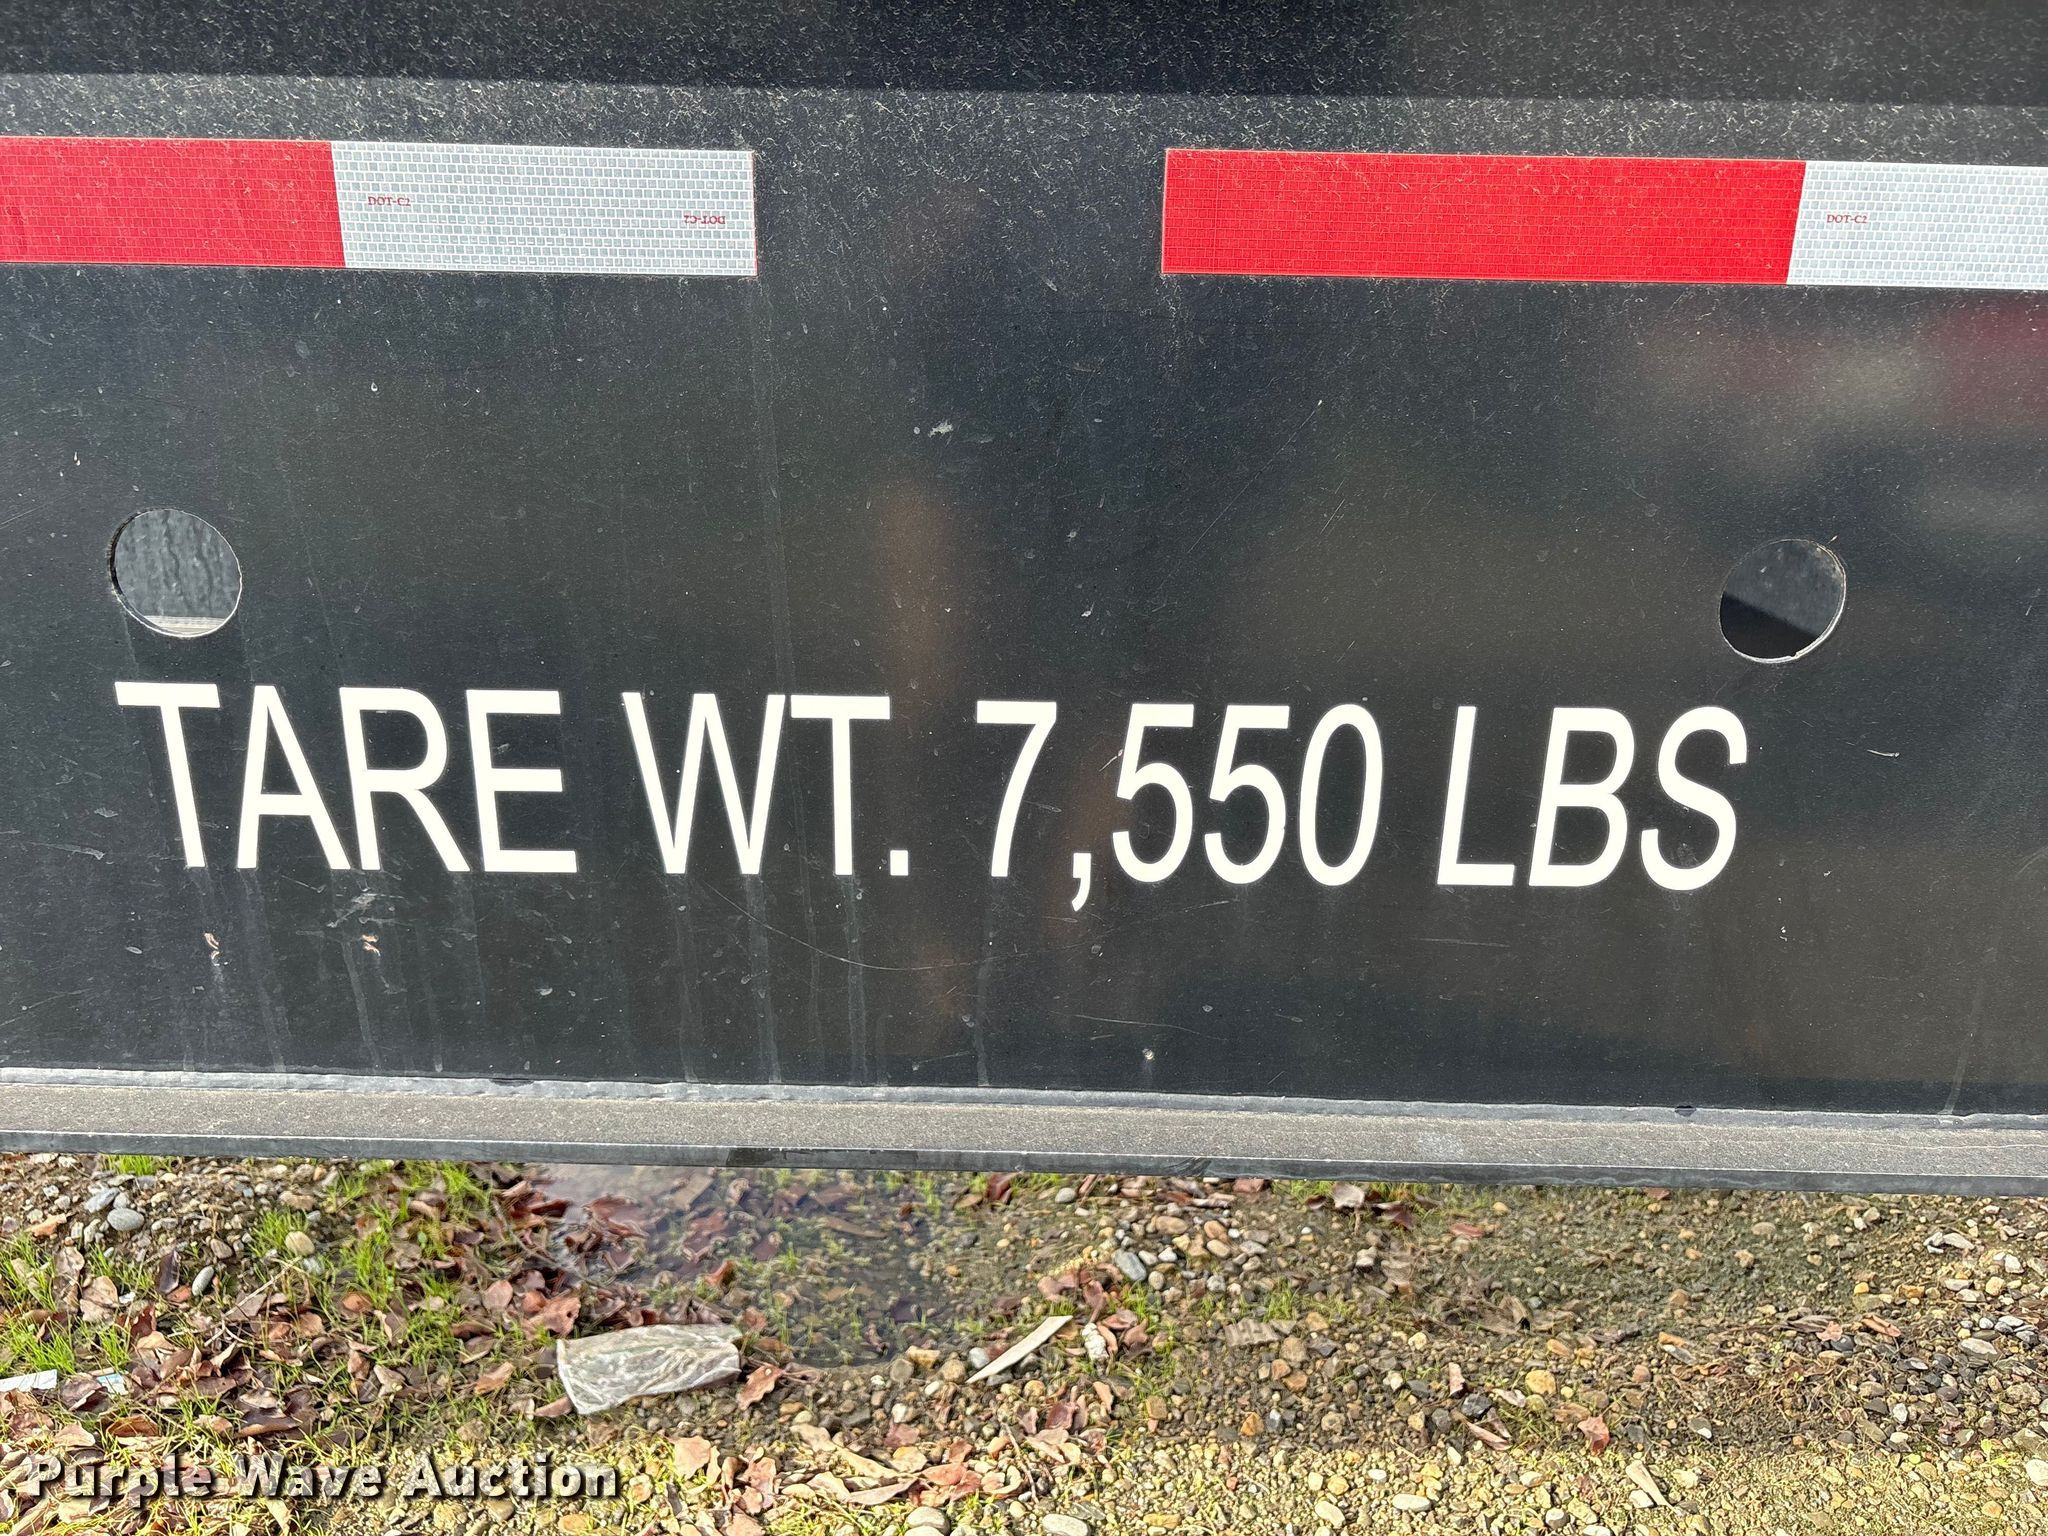 DOT-C2
DOT-C2
DOT-C2
TARE WT. 7,550 LBS
Purple Wave Auction